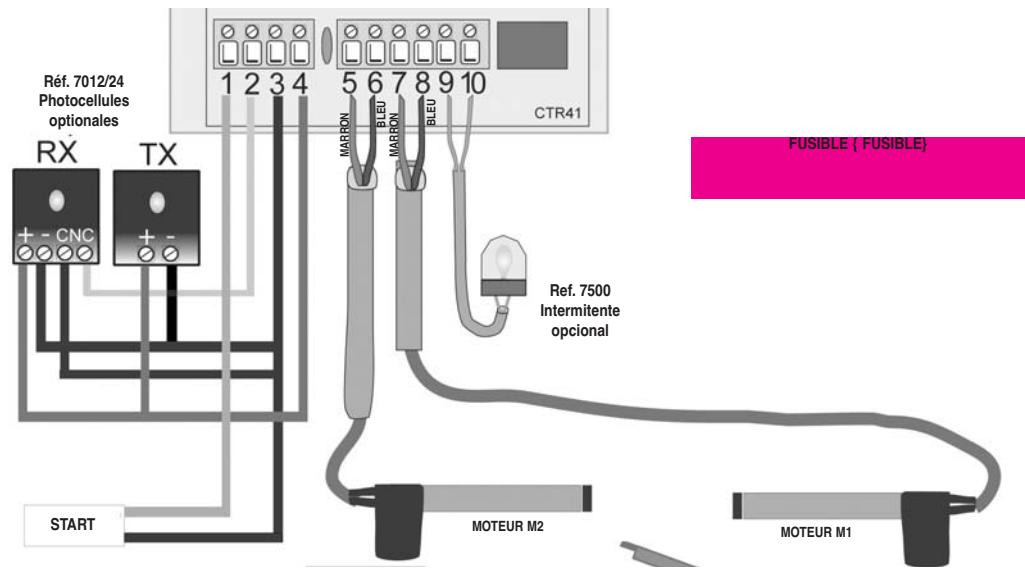 1 2 3 4
5 6 7 8 9 10
CTR41
MARRON
BLEU
MARRON
BLEU
Réf. 7012/24
Photocellules
optionales
RX
TX
+ - CNC
+ -
FUSIBLE { FUSIBLE}
Ref. 7500
Intermitente
opcional
START
MOTEUR M2
MOTEUR M1